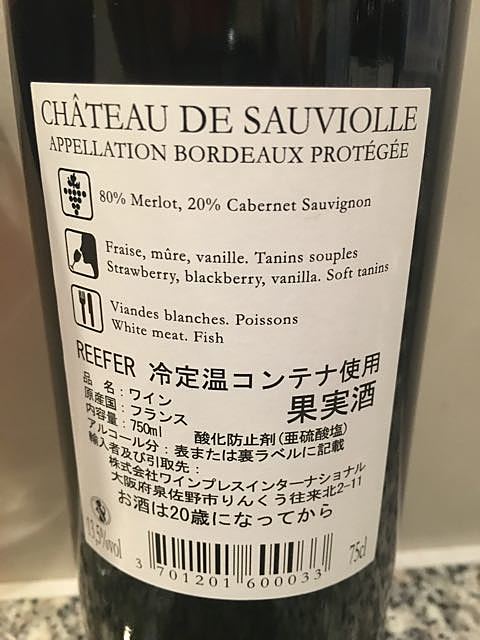 CHÂTEAU DE SAUVIOLLE
APPELLATION BORDEAUX PROTÉGÉE
80% Merlot, 20% Cabernet Sauvignon
Fraise, mûre, vanille. Tanins souples
Strawberry, blackberry, vanilla. Soft tanins
Viandes blanches. Poissons
White meat. Fish
REEFER 冷定温コンテナ使用
品 名：ワイン
果実酒
原産国：フランス
内容量：750ml 酸化防止剤(亜硫酸塩)
アルコール分：表または裏ラベルに記載
輸入者及び引取先：
株式会社ワインプレスインターナショナル
大阪府泉佐野市りんくう往来北2-11
お酒は20歳になってから
13,5%vol
75cl
3 701201 600033